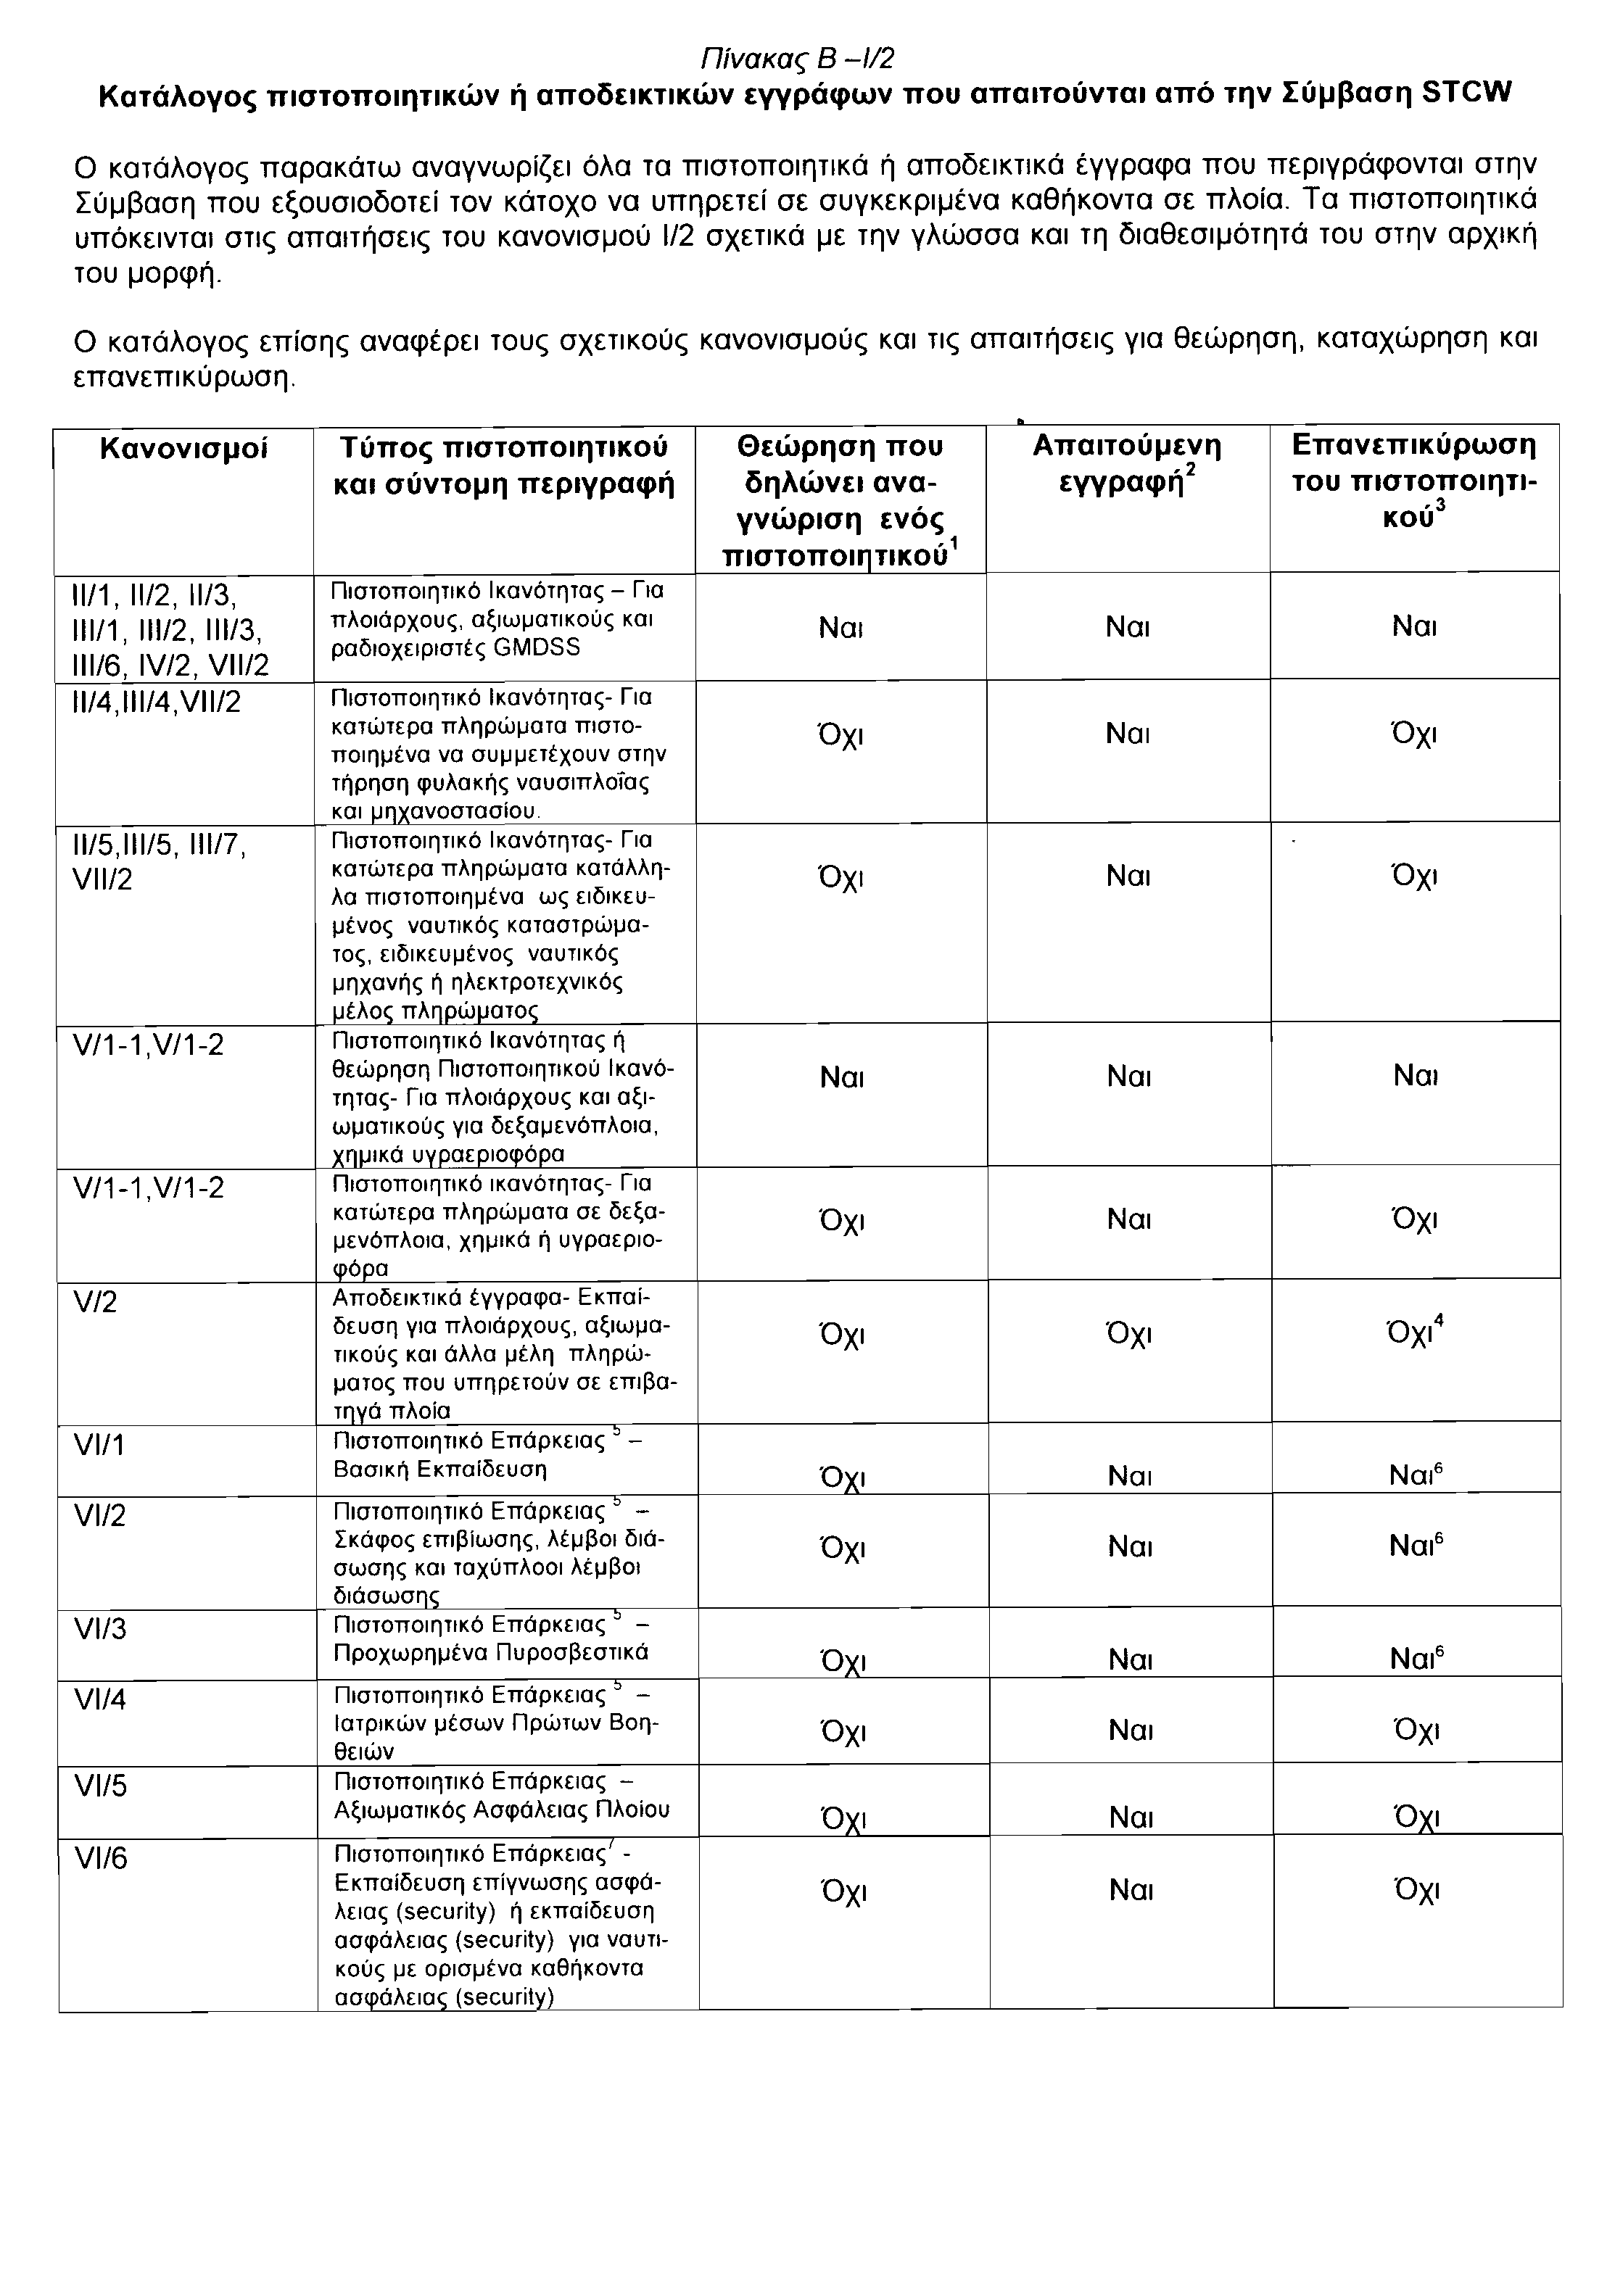 Πίνακας Β –Ι/2
Κατάλογος πιστοποιητικών ή αποδεικτικών εγγράφων που απαιτούνται από την Σύμβαση STCW
Ο κατάλογος παρακάτω αναγνωρίζει όλα τα πιστοποιητικά ή αποδεικτικά έγγραφα που περιγράφονται στην
Σύμβαση που εξουσιοδοτεί τον κάτοχο να υπηρετεί σε συγκεκριμένα καθήκοντα σε πλοία. Τα πιστοποιητικά
υπόκεινται στις απαιτήσεις του κανονισμού Ι/2 σχετικά με την γλώσσα και τη διαθεσιμότητά του στην αρχική
του μορφή.
Ο κατάλογος επίσης αναφέρει τους σχετικούς κανονισμούς και τις απαιτήσεις για θεώρηση, καταχώρηση και
επανεπικύρωση.
Κανονισμοί
Τύπος πιστοποιητικού
και σύντομη περιγραφή
Θεώρηση που
δηλώνει ανα-
γνώριση ενός
πιστοποιητικού¹
Απαιτούμενη
εγγραφή²
Επανεπικύρωση
του πιστοποιητι-
κού³
ΙΙ/1, ΙΙ/2, ΙΙ/3,
ΙΙΙ/1, ΙΙΙ/2, ΙΙΙ/3,
ΙΙΙ/6, IV/2, VII/2
Πιστοποιητικό Ικανότητας – Για
πλοιάρχους, αξιωματικούς και
ραδιοχειριστές GMDSS
Ναι
Ναι
Ναι
ΙΙ/4,ΙΙΙ/4,VII/2
Πιστοποιητικό Ικανότητας- Για
κατώτερα πληρώματα πιστο-
ποιημένα να συμμετέχουν στην
τήρηση φυλακής ναυσιπλοΐας
και μηχανοστασίου.
Όχι
Ναι
Όχι
ΙΙ/5,ΙΙΙ/5, ΙΙΙ/7,
VII/2
Πιστοποιητικό Ικανότητας- Για
κατώτερα πληρώματα κατάλλη-
λα πιστοποιημένα ως ειδικευ-
μένος ναυτικός καταστρώμα-
τος, ειδικευμένος ναυτικός
μηχανής ή ηλεκτροτεχνικός
μέλος πληρώματος
Όχι
Ναι
Όχι
V/1-1,V/1-2
Πιστοποιητικό Ικανότητας ή
θεώρηση Πιστοποιητικού Ικανό-
τητας- Για πλοιάρχους και αξι-
ωματικούς για δεξαμενόπλοια,
χημικά υγραεριοφόρα
Ναι
Ναι
Ναι
V/1-1,V/1-2
Πιστοποιητικό ικανότητας- Για
κατώτερα πληρώματα σε δεξα-
μενόπλοια, χημικά ή υγραεριο-
φόρα
Όχι
Ναι
Όχι
V/2
Αποδεικτικά έγγραφα- Εκπαί-
δευση για πλοιάρχους, αξιωμα-
τικούς και άλλα μέλη πληρώ-
ματος που υπηρετούν σε επιβα-
τηγά πλοία
Όχι
Όχι
Όχι⁴
VI/1
Πιστοποιητικό Επάρκειας ⁵ –
Βασική Εκπαίδευση
Όχι
Ναι
Ναι⁶
VI/2
Πιστοποιητικό Επάρκειας ⁵ –
Σκάφος επιβίωσης, λέμβοι διά-
σωσης και ταχύπλοοι λέμβοι
διάσωσης
Όχι
Ναι
Ναι⁶
VI/3
Πιστοποιητικό Επάρκειας ⁵ –
Προχωρημένα Πυροσβεστικά
Όχι
Ναι
Ναι⁶
VI/4
Πιστοποιητικό Επάρκειας ⁵ –
Ιατρικών μέσων Πρώτων Βοη-
θειών
Όχι
Ναι
Όχι
VI/5
Πιστοποιητικό Επάρκειας –
Αξιωματικός Ασφάλειας Πλοίου
Όχι
Ναι
Όχι
VI/6
Πιστοποιητικό Επάρκειας⁷ -
Εκπαίδευση επίγνωσης ασφά-
λειας (security) ή εκπαίδευση
ασφάλειας (security) για ναυτι-
κούς με ορισμένα καθήκοντα
ασφάλειας (security)
Όχι
Ναι
Όχι